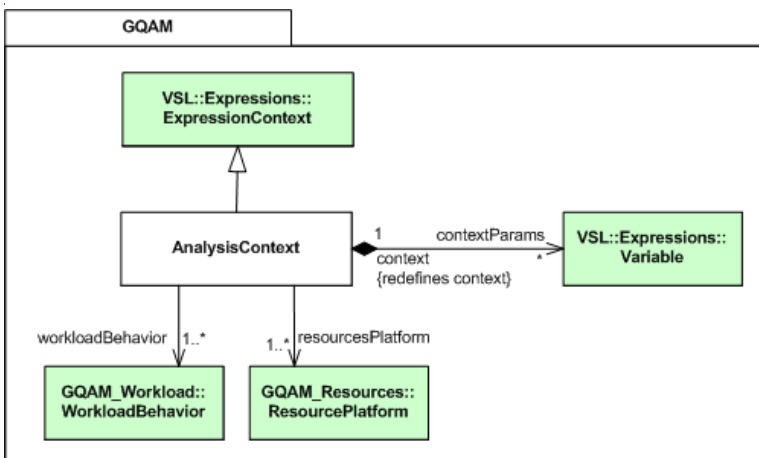 GQAM
VSL::Expressions::
ExpressionContext
AnalysisContext
1
contextParams
context
*
{redefines context}
VSL::Expressions::
Variable
workloadBehavior
1..*
resourcesPlatform
1..*
GQAM_Workload::
WorkloadBehavior
GQAM_Resources::
ResourcePlatform